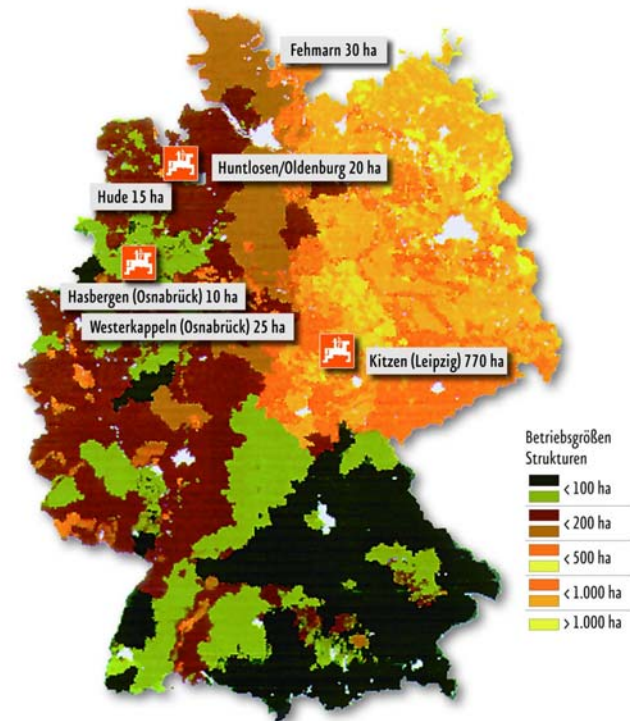 Fehmarn 30 ha
Huntlosen/Oldenburg 20 ha
Hude 15 ha
Hasbergen (Osnabrück) 10 ha
Westerkappeln (Osnabrück) 25 ha
Kitzen (Leipzig) 770 ha
Betriebsgrößen
Strukturen
< 100 ha
< 200 ha
< 500 ha
< 1.000 ha
> 1.000 ha